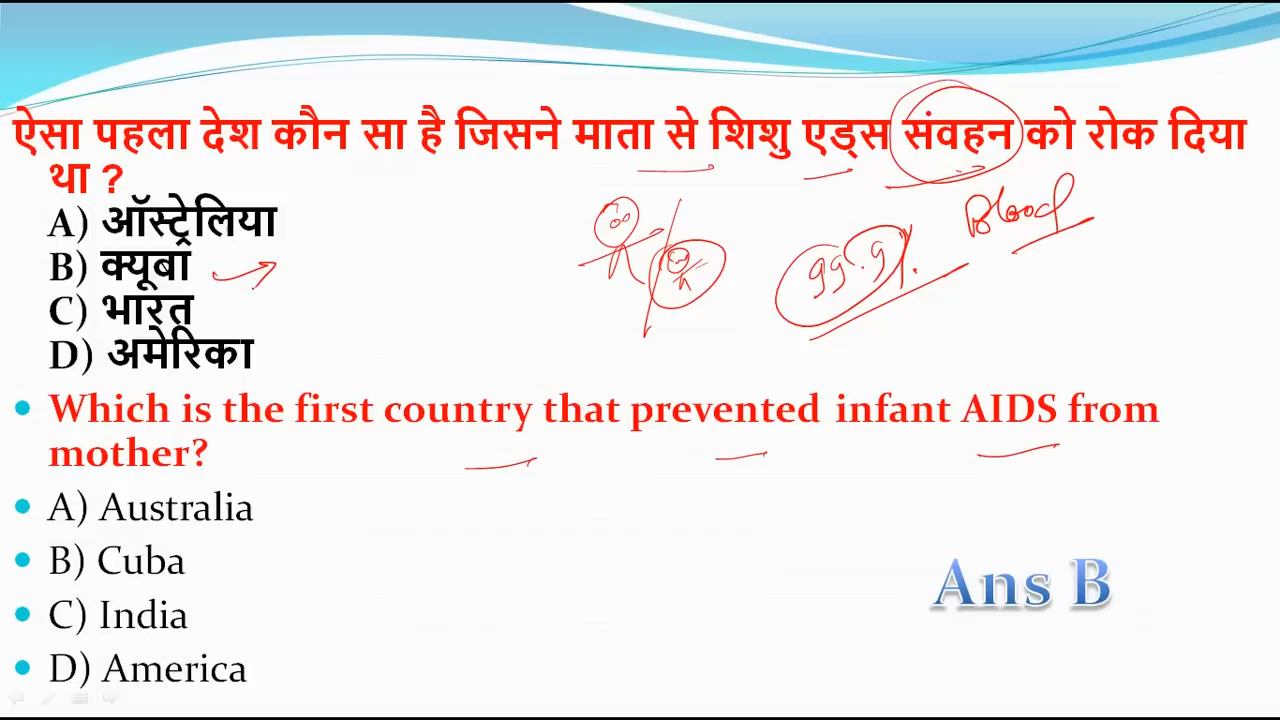 ऐसा पहला देश कौन सा है जिसने माता से शिशु एड्स संवहन को रोक दिया
था ?
A) ऑस्ट्रेलिया
B) क्यूबा
C) भारत
D) अमेरिका
99.9%.
Blood
Which is the first country that prevented infant AIDS from
mother?
A) Australia
B) Cuba
C) India
D) America
Ans B